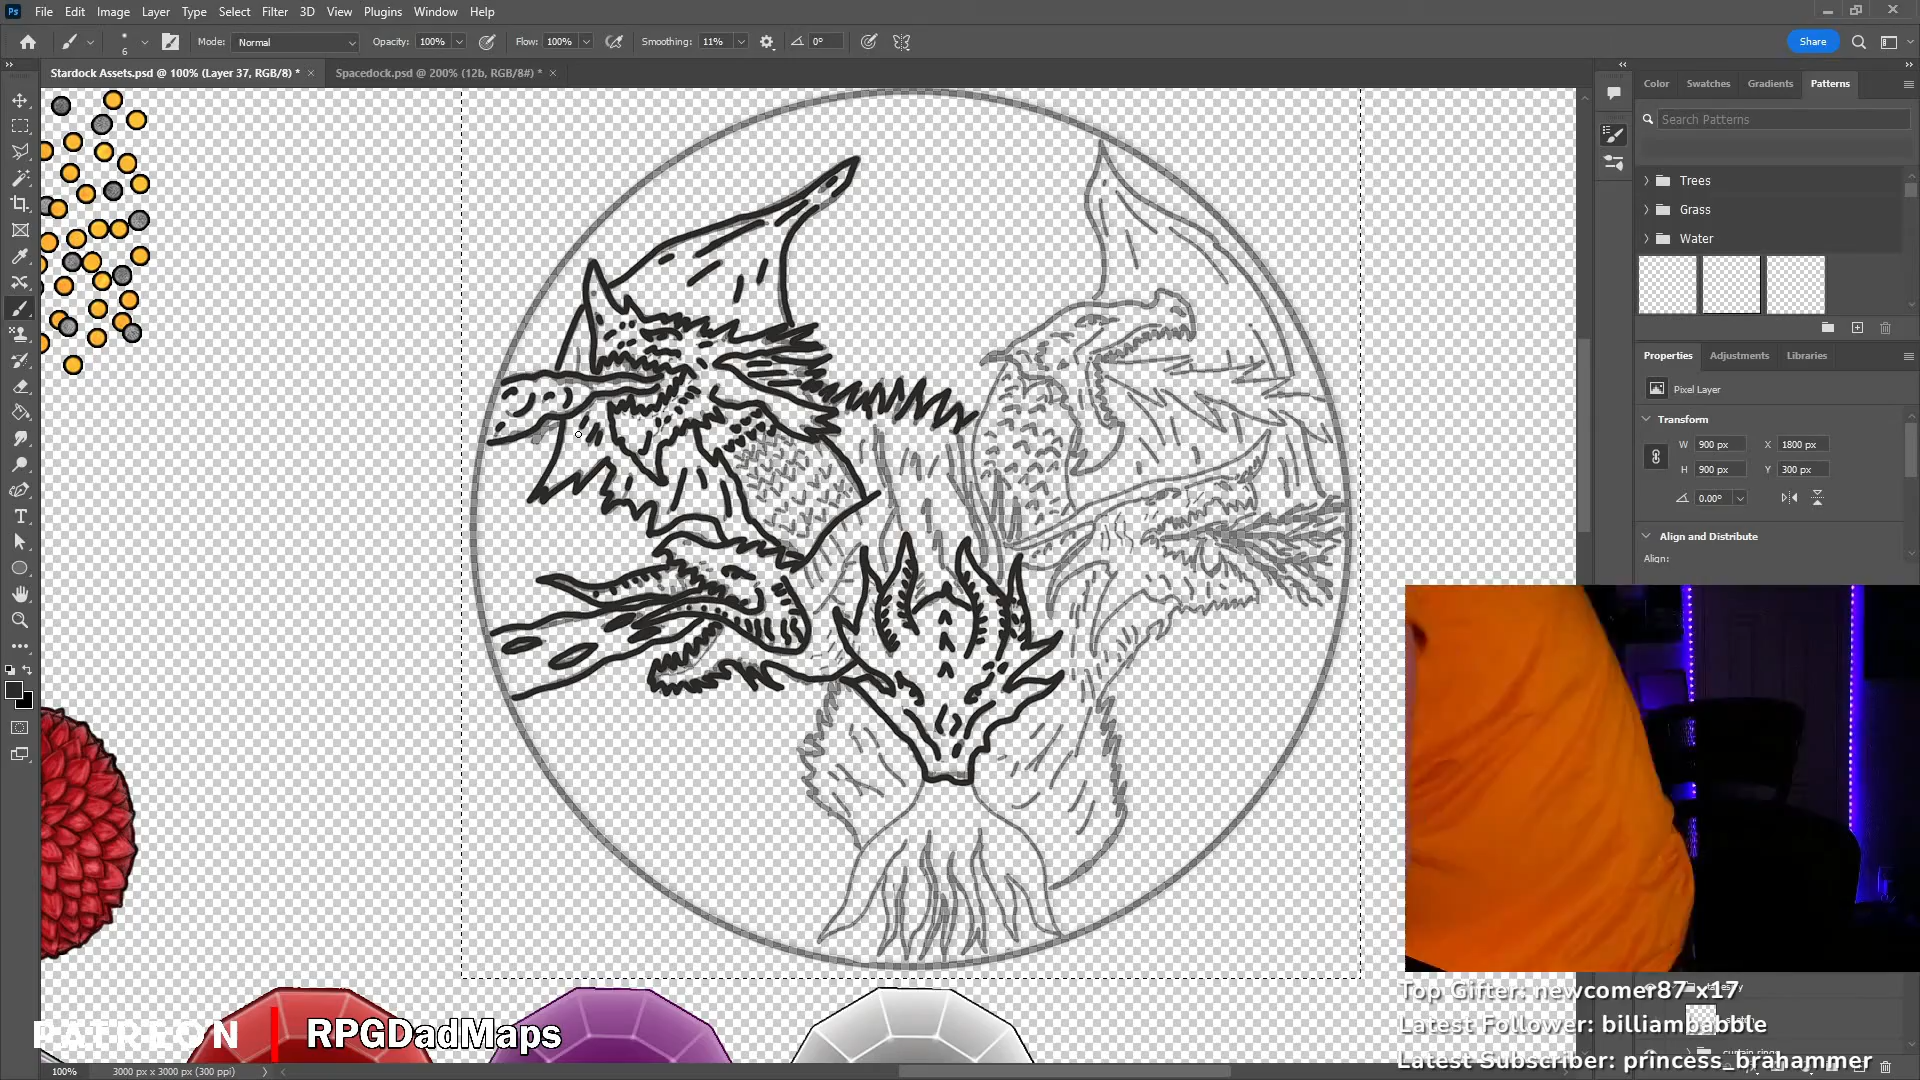 Ps File Edit Image Layer Type Select Filter 3D View Plugins Window Help
6 Mode: Normal Opacity: 100% Flow: 100% Smoothing: 11% 0° Share
Stardock Assets.psd @ 100% (Layer 37, RGB/8) * Spacedock.psd @ 200% (12b, RGB/8#) *
Color Swatches Gradients Patterns
Search Patterns
Trees
Grass
Water
Properties Adjustments Libraries
Pixel Layer
Transform
W 900 px X 1800 px
H 900 px Y 300 px
0.00°
Align and Distribute
Align:
Top Gifter: newcomer87 x17
Latest Follower: billiambabble
Latest Subscriber: princess_brahammer
PATREON RPGDadMaps
100% 3000 px x 3000 px (300 ppi)